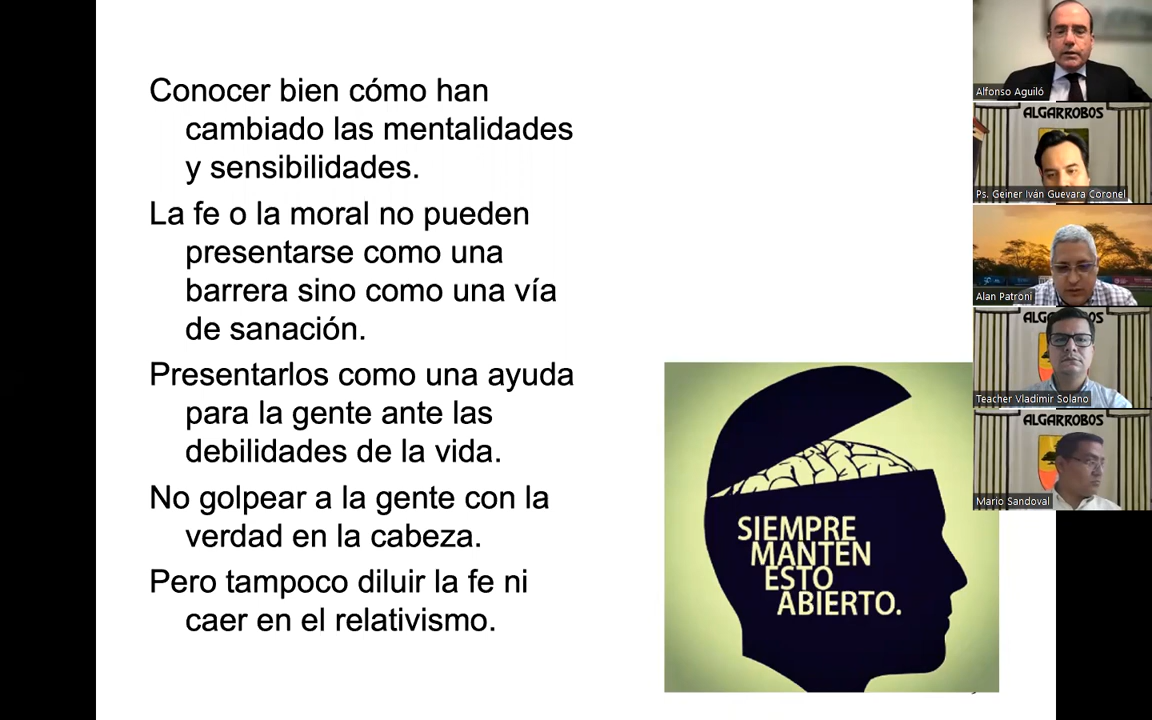 Conocer bien cómo han
cambiado las mentalidades
y sensibilidades.
La fe o la moral no pueden
presentarse como una
barrera sino como una vía
de sanación.
Presentarlos como una ayuda
para la gente ante las
debilidades de la vida.
No golpear a la gente con la
verdad en la cabeza.
Pero tampoco diluir la fe ni
caer en el relativismo.
SIEMPRE
MANTÉN
ESTO
ABIERTO.
Alfonso Aguiló
ALGARROBOS
Ps. Geiner Iván Guevara Coronel
Alan Patroni
ALGARROBOS
Teacher Vladimir Solano
ALGARROBOS
Mario Sandoval